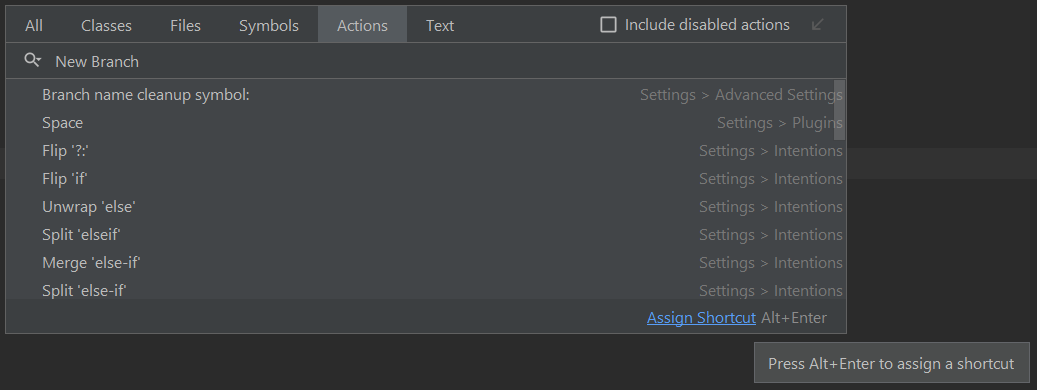 All Classes Files Symbols Actions Text Include disabled actions
New Branch
Branch name cleanup symbol: Settings > Advanced Settings
Space Settings > Plugins
Flip '?:' Settings > Intentions
Flip 'if' Settings > Intentions
Unwrap 'else' Settings > Intentions
Split 'elseif' Settings > Intentions
Merge 'else-if' Settings > Intentions
Split 'else-if' Settings > Intentions
Assign Shortcut Alt+Enter
Press Alt+Enter to assign a shortcut